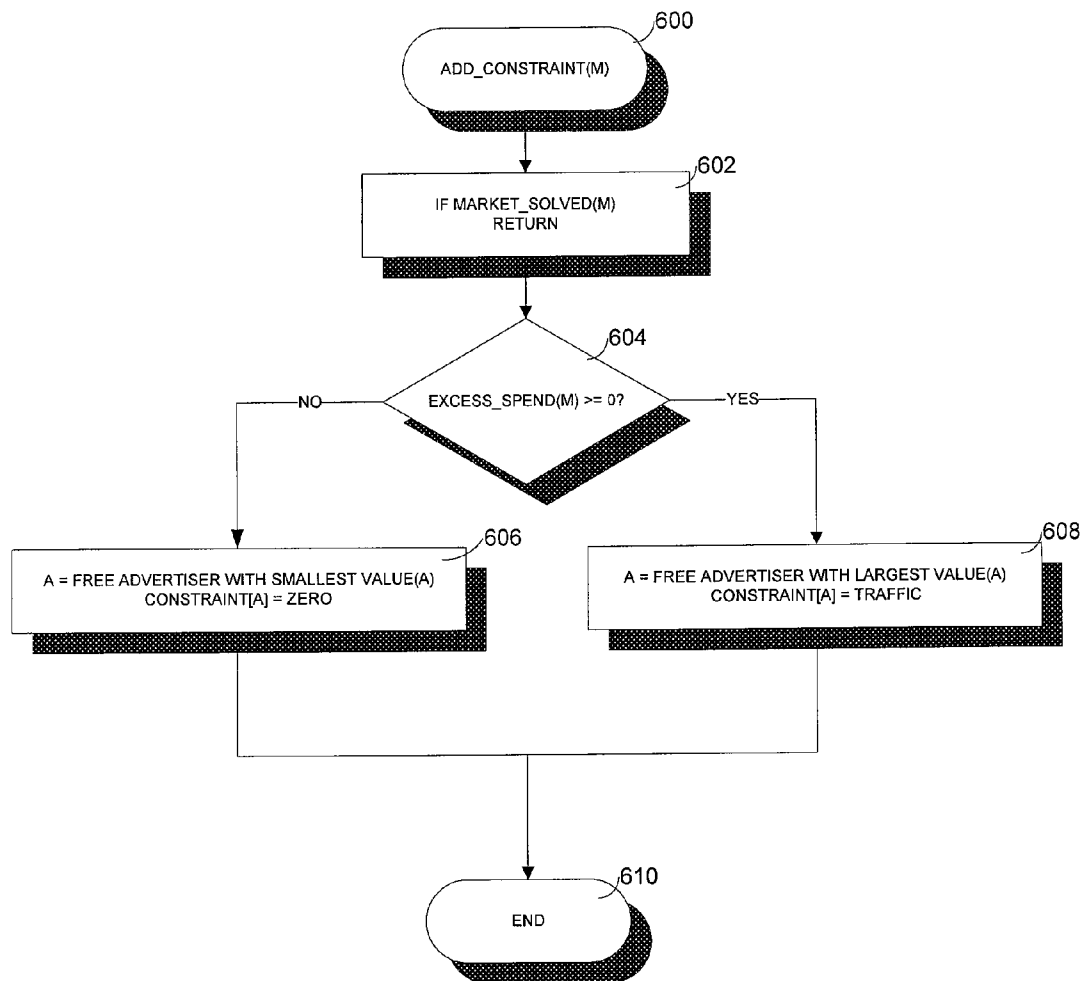 600
ADD_CONSTRAINT(M)
602
IF MARKET_SOLVED(M)
RETURN
604
EXCESS_SPEND(M) >= 0?
NO
YES
606
A = FREE ADVERTISER WITH SMALLEST VALUE(A)
CONSTRAINT[A] = ZERO
608
A = FREE ADVERTISER WITH LARGEST VALUE(A)
CONSTRAINT[A] = TRAFFIC
610
END